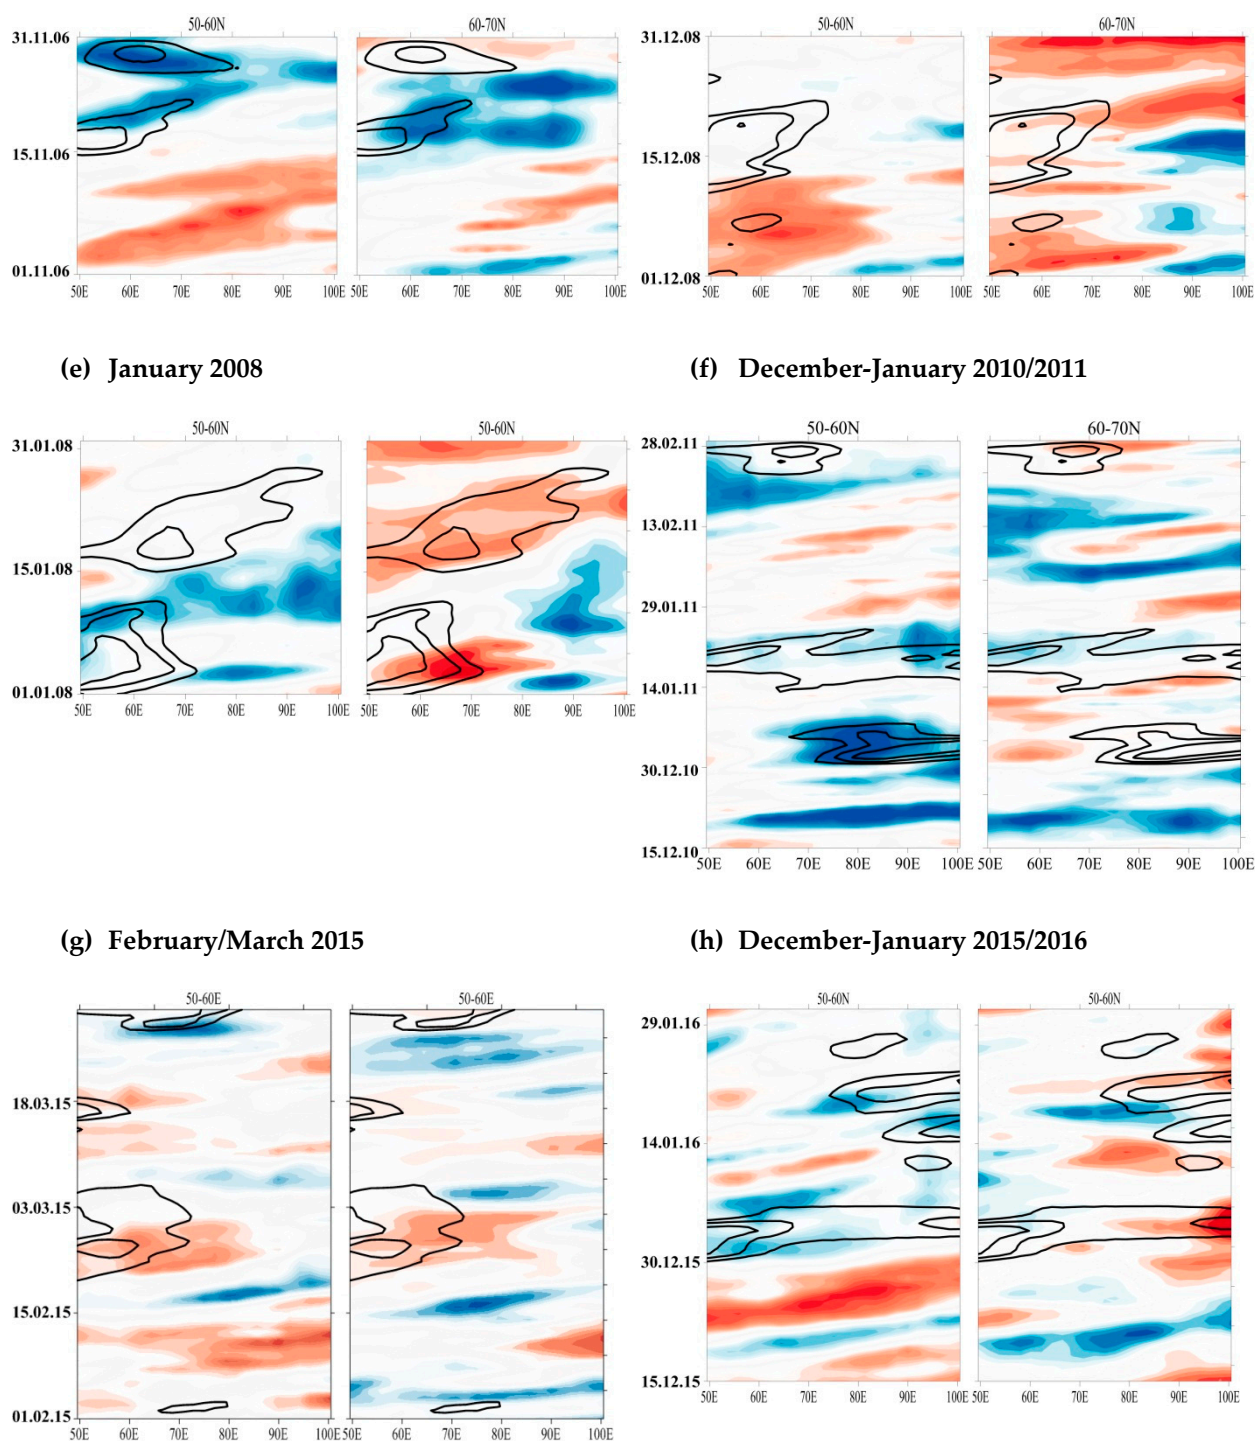 50-60N
60-70N
50-60N
60-70N
31.11.06
15.11.06
01.11.06
50E 60E 70E 80E 90E 100E
50E 60E 70E 80E 90E 100E
31.12.08
15.12.08
01.12.08
50E 60E 70E 80E 90E 100E
50E 60E 70E 80E 90E 100E
(e) January 2008
(f) December-January 2010/2011
50-60N
50-60N
31.01.08
15.01.08
01.01.08
50E 60E 70E 80E 90E 100E
50E 60E 70E 80E 90E 100E
50-60N
60-70N
28.02.11
13.02.11
29.01.11
14.01.11
30.12.10
15.12.10
50E 60E 70E 80E 90E 100E
50E 60E 70E 80E 90E 100E
(g) February/March 2015
(h) December-January 2015/2016
50-60E
50-60E
18.03.15
03.03.15
15.02.15
01.02.15
50E 60E 70E 80E 90E 100E
50E 60E 70E 80E 90E 100E
50-60N
50-60N
29.01.16
14.01.16
30.12.15
15.12.15
50E 60E 70E 80E 90E 100E
50E 60E 70E 80E 90E 100E